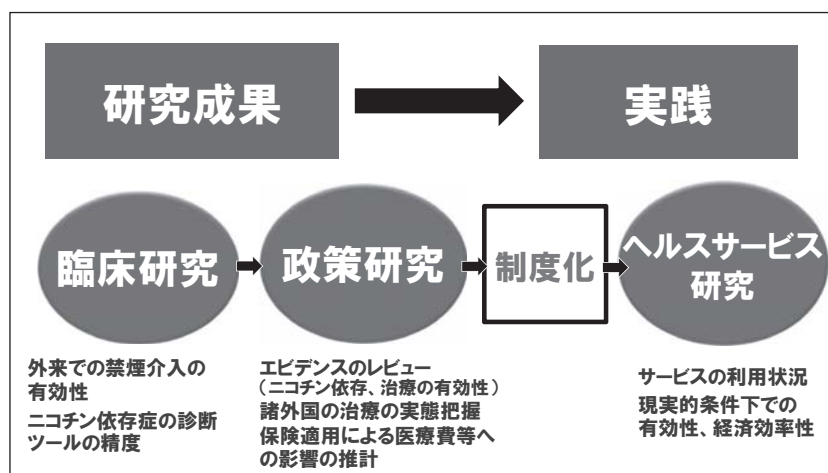 研究成果
実践
臨床研究
政策研究
制度化
ヘルスサービス
研究
外来での禁煙介入の
有効性
ニコチン依存症の診断
ツールの精度
エビデンスのレビュー
（ニコチン依存、治療の有効性）
諸外国の治療の実態把握
保険適用による医療費等へ
の影響の推計
サービスの利用状況
現実的条件下での
有効性、経済効率性